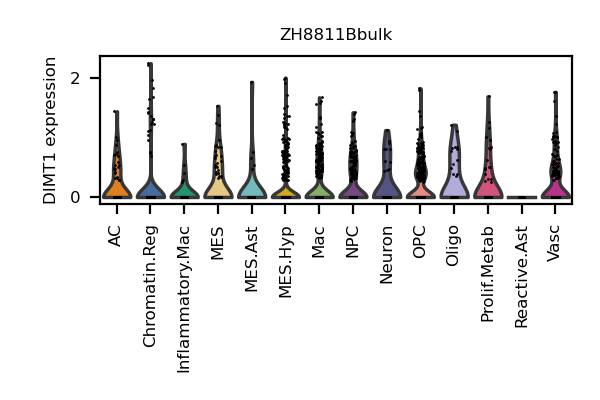 ZH8811Bbulk
DIMT1 expression
2
0
AC
Chromatin.Reg
Inflammatory.Mac
MES
MES.Ast
MES.Hyp
Mac
NPC
Neuron
OPC
Oligo
Prolif.Metab
Reactive.Ast
Vasc